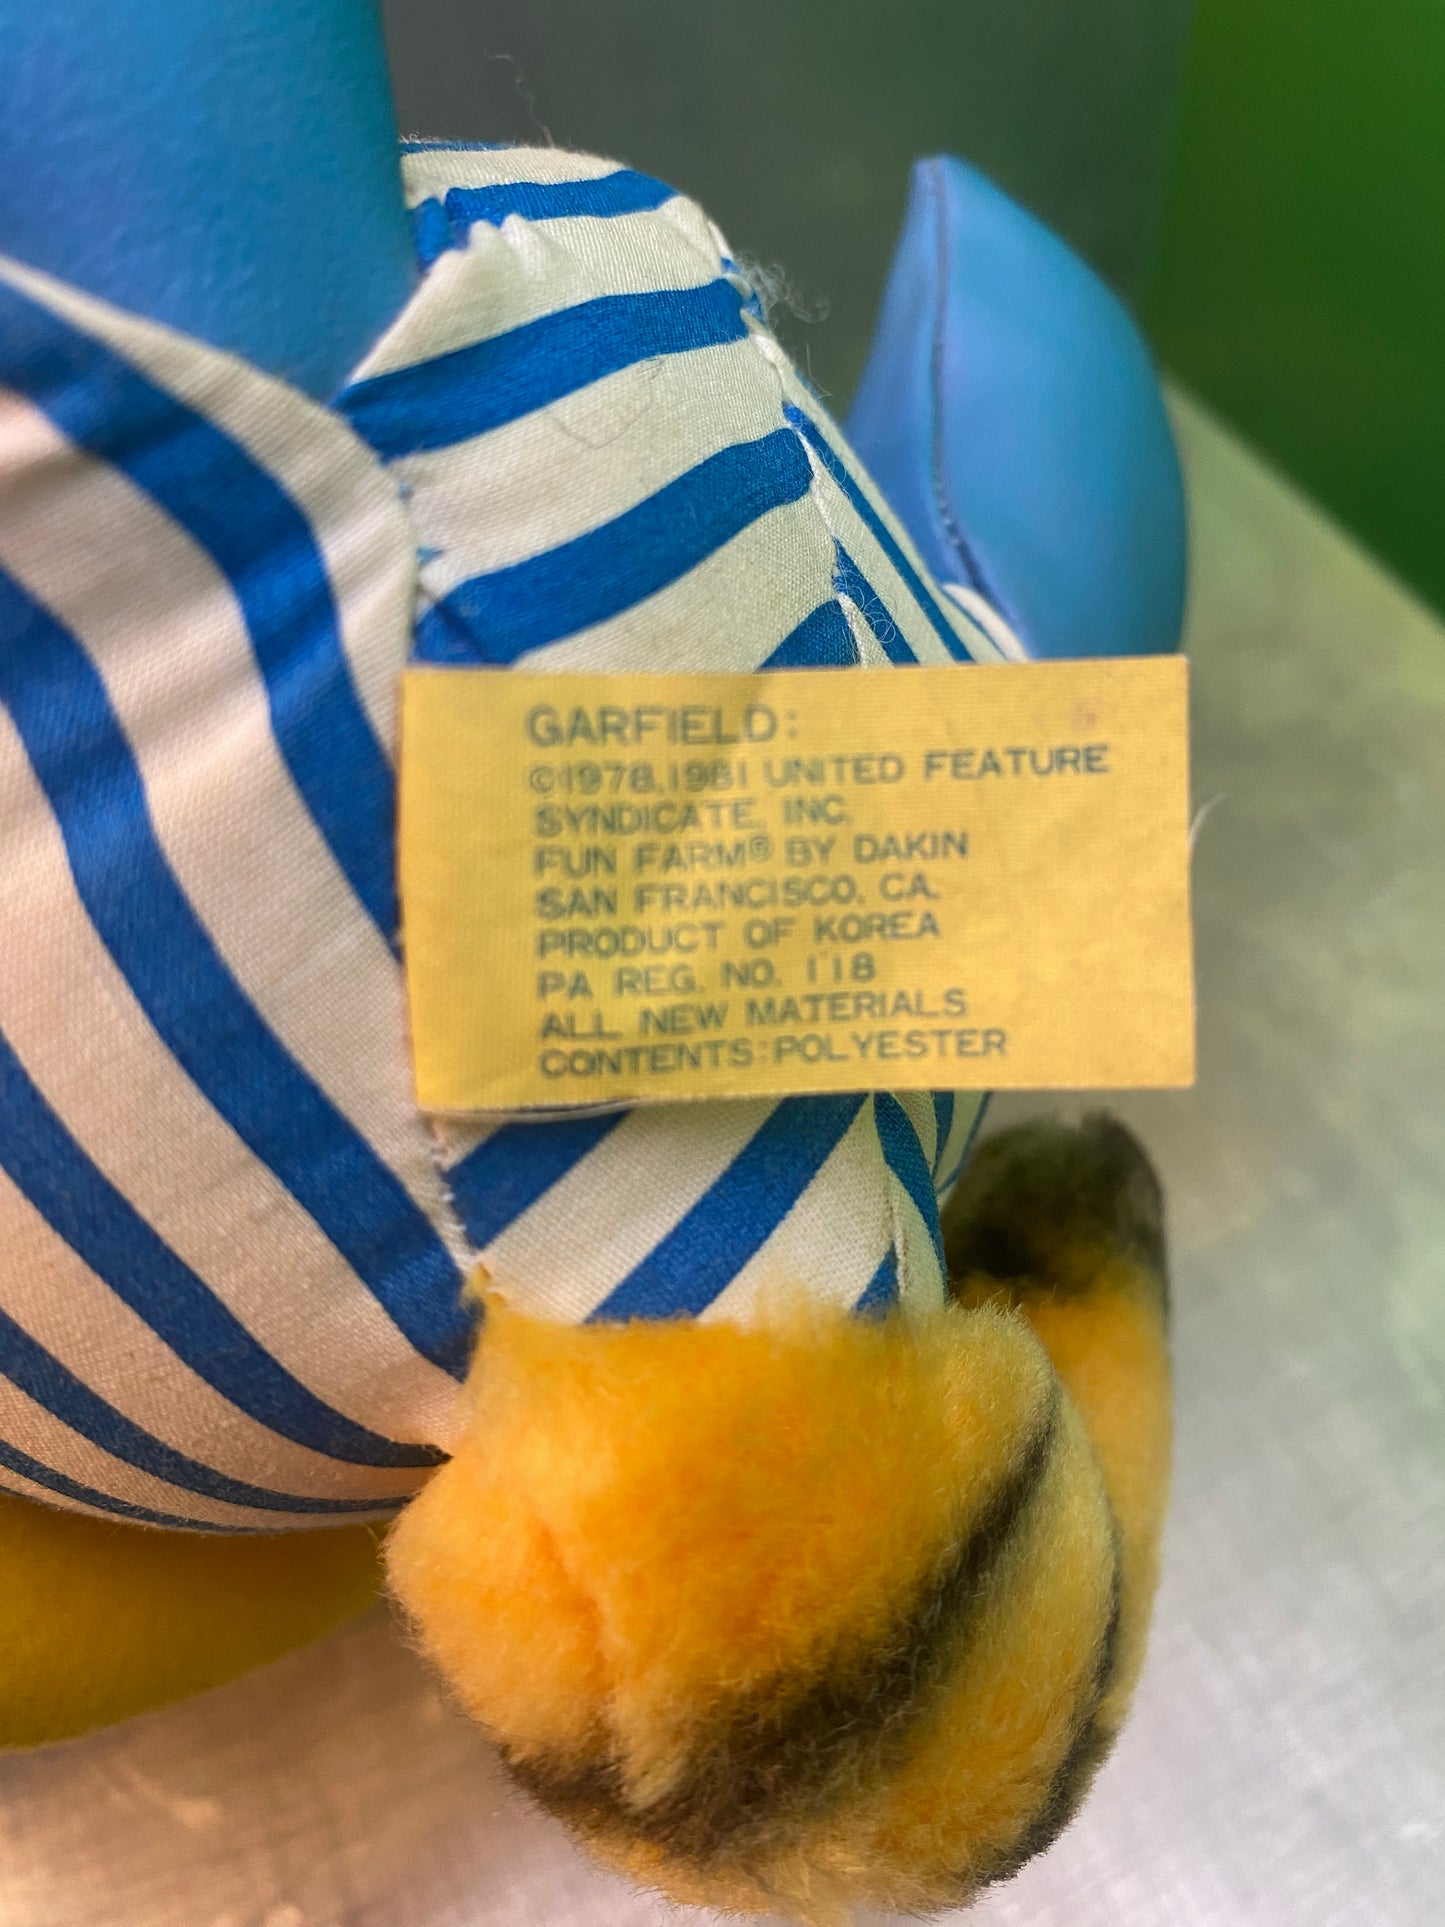 GARFIELD:
©1978,1981 UNITED FEATURE
SYNDICATE, INC.
FUN FARM® BY DAKIN
SAN FRANCISCO, CA.
PRODUCT OF KOREA
PA REG. NO. 118
ALL NEW MATERIALS
CONTENTS:POLYESTER